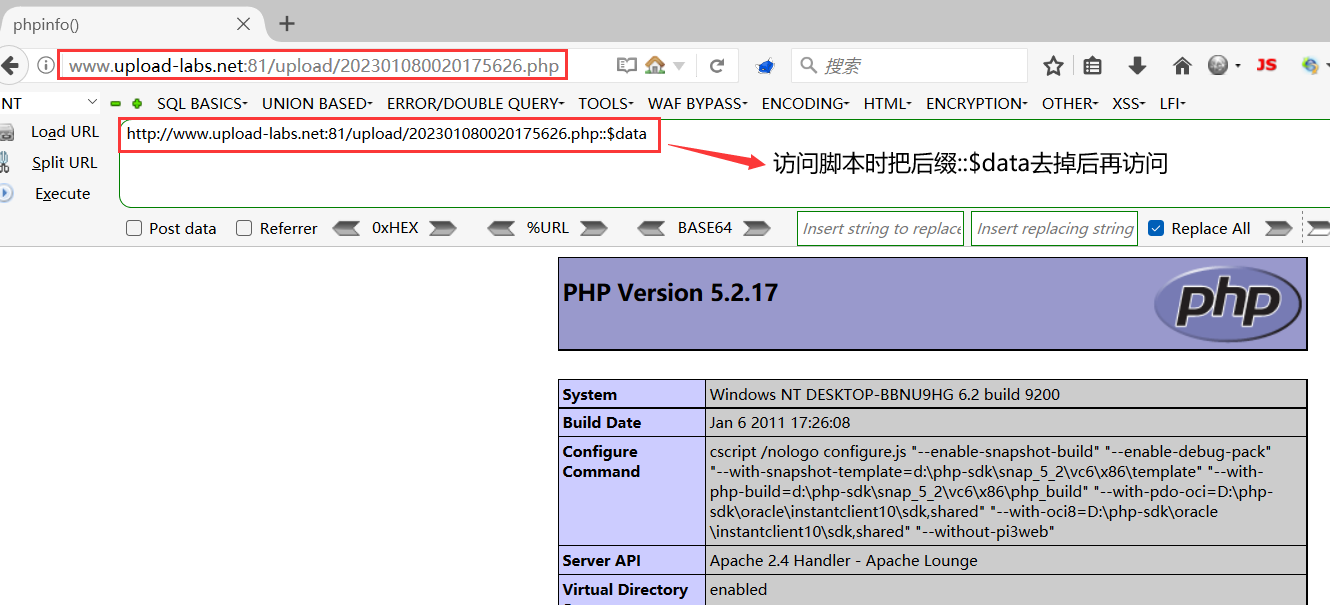 phpinfo()
www.upload-labs.net:81/upload/202301080020175626.php
搜索
JS
NT
SQL BASICS
UNION BASED
ERROR/DOUBLE QUERY
TOOLS
WAF BYPASS
ENCODING
HTML
ENCRYPTION
OTHER
XSS
LFI
Load URL
http://www.upload-labs.net:81/upload/202301080020175626.php::$data
Split URL
访问脚本时把后缀::$data去掉后再访问
Execute
Post data
Referrer
0xHEX
%URL
BASE64
Insert string to replace
Insert replacing string
Replace All
PHP Version 5.2.17
php
System
Windows NT DESKTOP-BBNU9HG 6.2 build 9200
Build Date
Jan 6 2011 17:26:08
Configure
Command
cscript /nologo configure.js "--enable-snapshot-build" "--enable-debug-pack"
"--with-snapshot-template=d:\php-sdk\snap_5_2\vc6\x86\template" "--with-
php-build=d:\php-sdk\snap_5_2\vc6\x86\php_build" "--with-pdo-oci=D:\php-
sdk\oracle\instantclient10\sdk,shared" "--with-oci8=D:\php-sdk\oracle
\instantclient10\sdk,shared" "--without-pi3web"
Server API
Apache 2.4 Handler - Apache Lounge
Virtual Directory
enabled